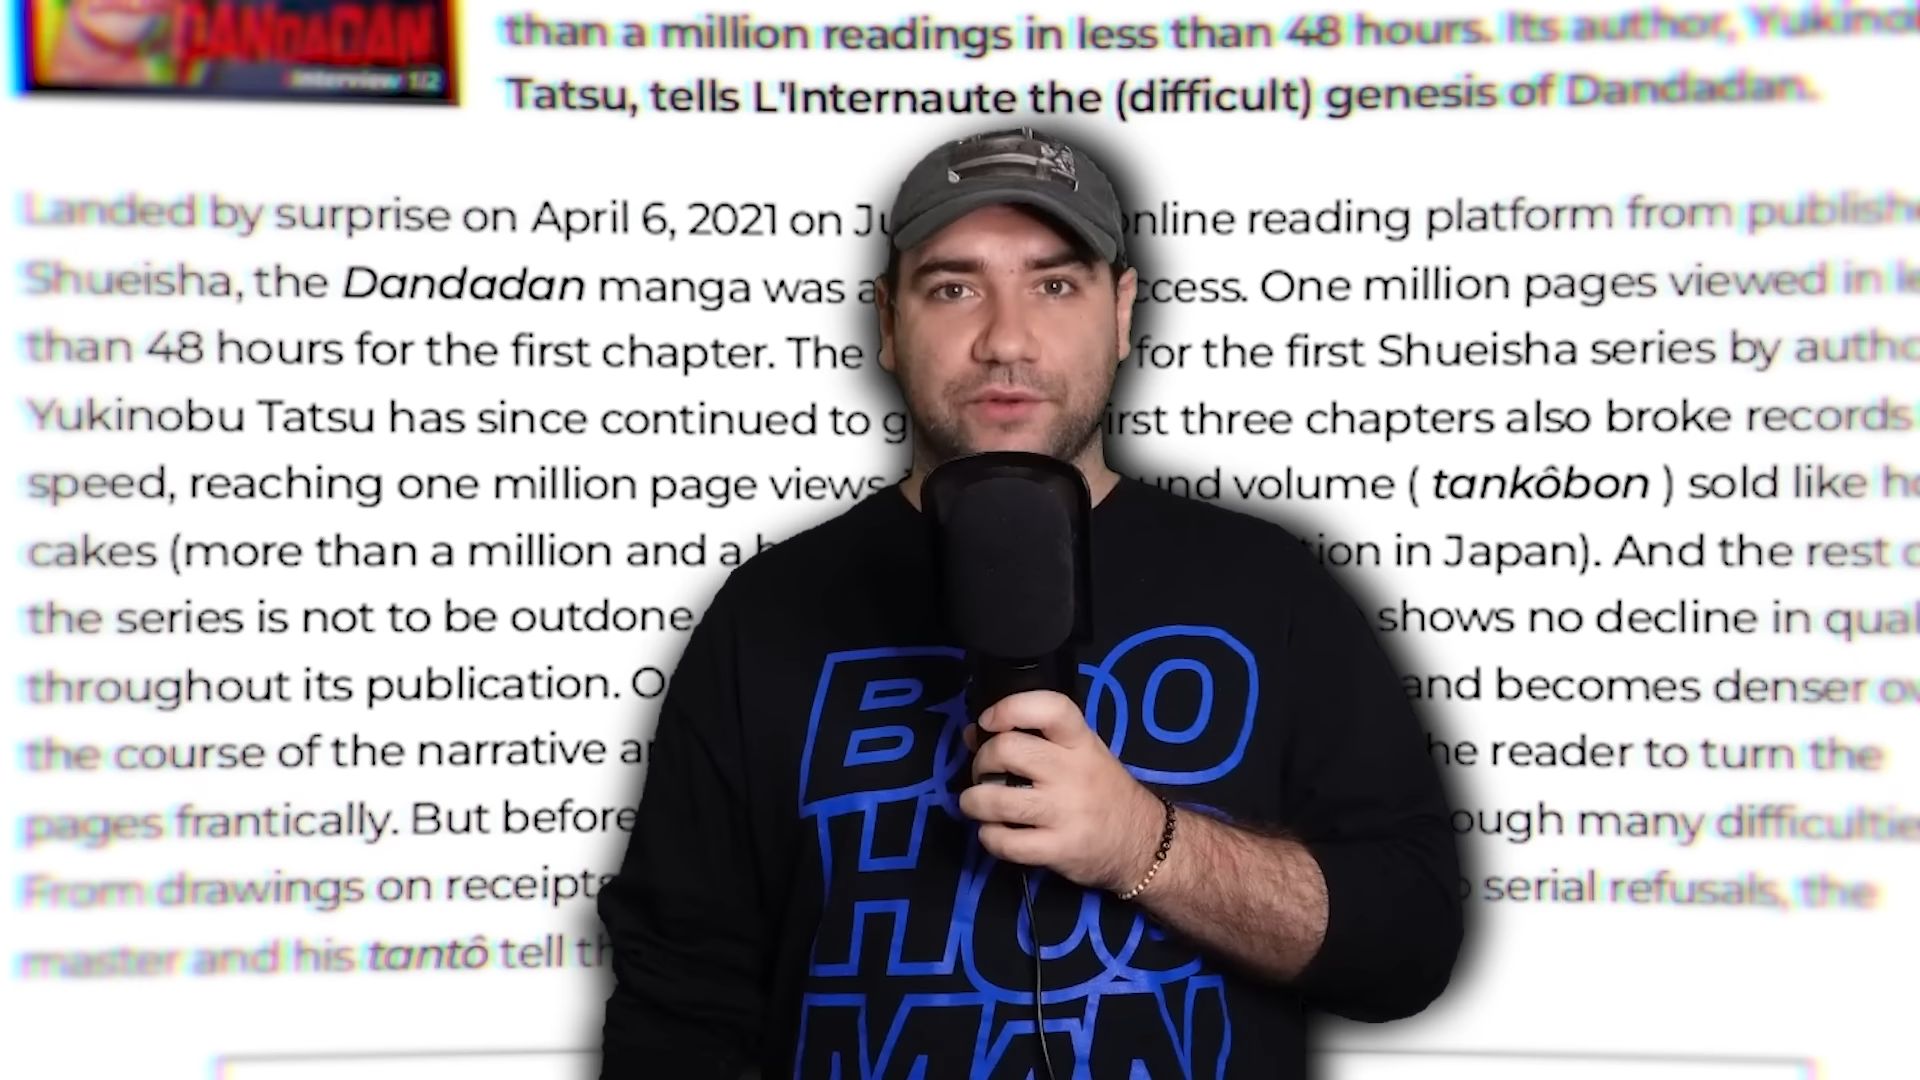 DANDADAN
interview 1/2
than a million readings in less than 48 hours. Its author, Yukinob
Tatsu, tells L'Internaute the (difficult) genesis of Dandadan.
Landed by surprise on April 6, 2021 on Ju nline reading platform from publishe
Shueisha, the Dandadan manga was a ccess. One million pages viewed in le
than 48 hours for the first chapter. The for the first Shueisha series by autho
Yukinobu Tatsu has since continued to g irst three chapters also broke records
speed, reaching one million page views und volume ( tankôbon ) sold like ho
cakes (more than a million and a h tion in Japan). And the rest o
the series is not to be outdone shows no decline in qual
throughout its publication. O and becomes denser ov
the course of the narrative a he reader to turn the
pages frantically. But before ough many difficultie
From drawings on receipts serial refusals, the
master and his tantô tell th
BOO
HOO
MAN